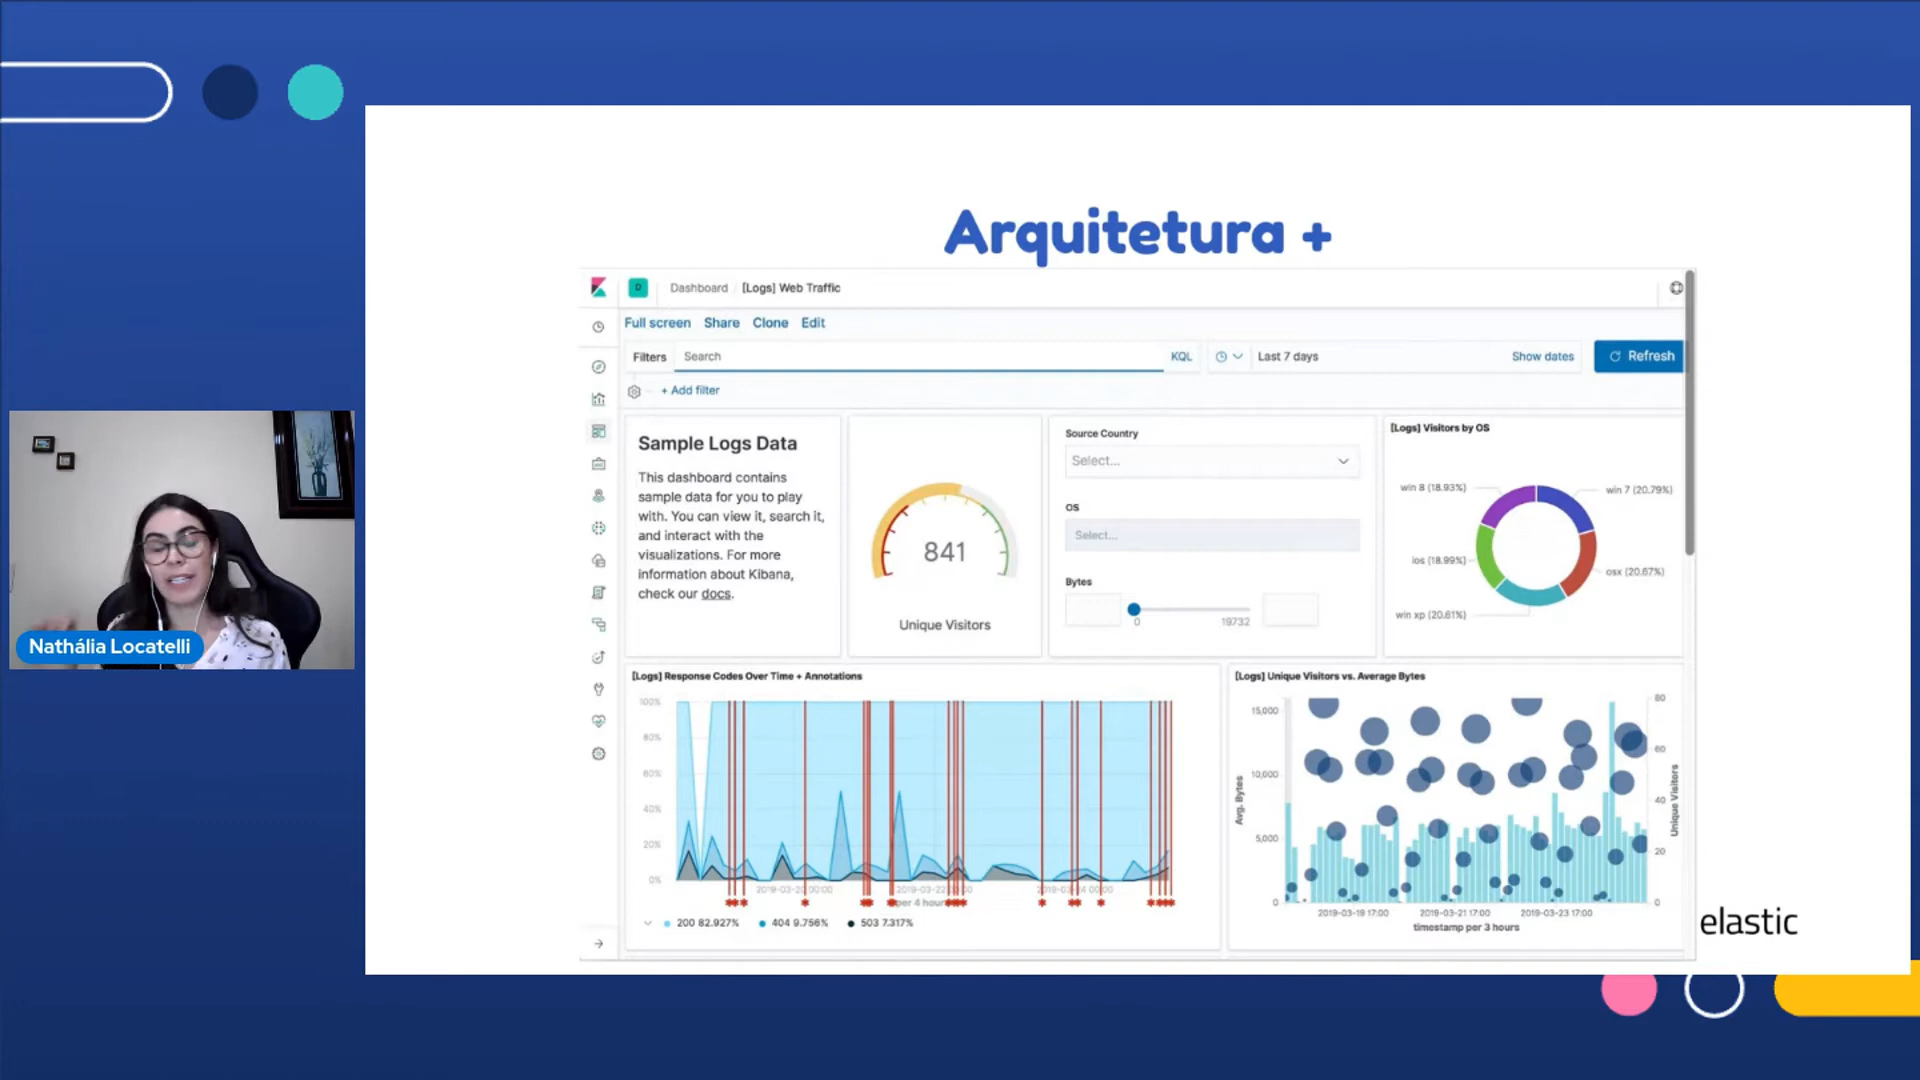 Arquitetura +
D
Dashboard [Logs] Web Traffic
Full screen Share Clone Edit
Filters Search KQL Last 7 days Show dates Refresh
+ Add filter
Sample Logs Data
This dashboard contains
sample data for you to play
with. You can view it, search it,
and interact with the
visualizations. For more
information about Kibana,
check our docs.
841
Unique Visitors
Source Country
Select...
OS
Select...
Bytes
0 19732
[Logs] Visitors by OS
win 8 (18.93%)
win 7 (20.79%)
ios (18.99%)
osx (20.67%)
win xp (20.61%)
Nathália Locatelli
[Logs] Response Codes Over Time + Annotations
100%
80%
60%
40%
20%
0%
per 4 hours
200 82.927% 404 9.756% 503 7.317%
[Logs] Unique Visitors vs. Average Bytes
Avg. Bytes
15,000
10,000
5,000
0
80
60
40
20
0
Unique Visitors
2019-03-19 17:00 2019-03-21 17:00 2019-03-23 17:00
timestamp per 3 hours
elastic